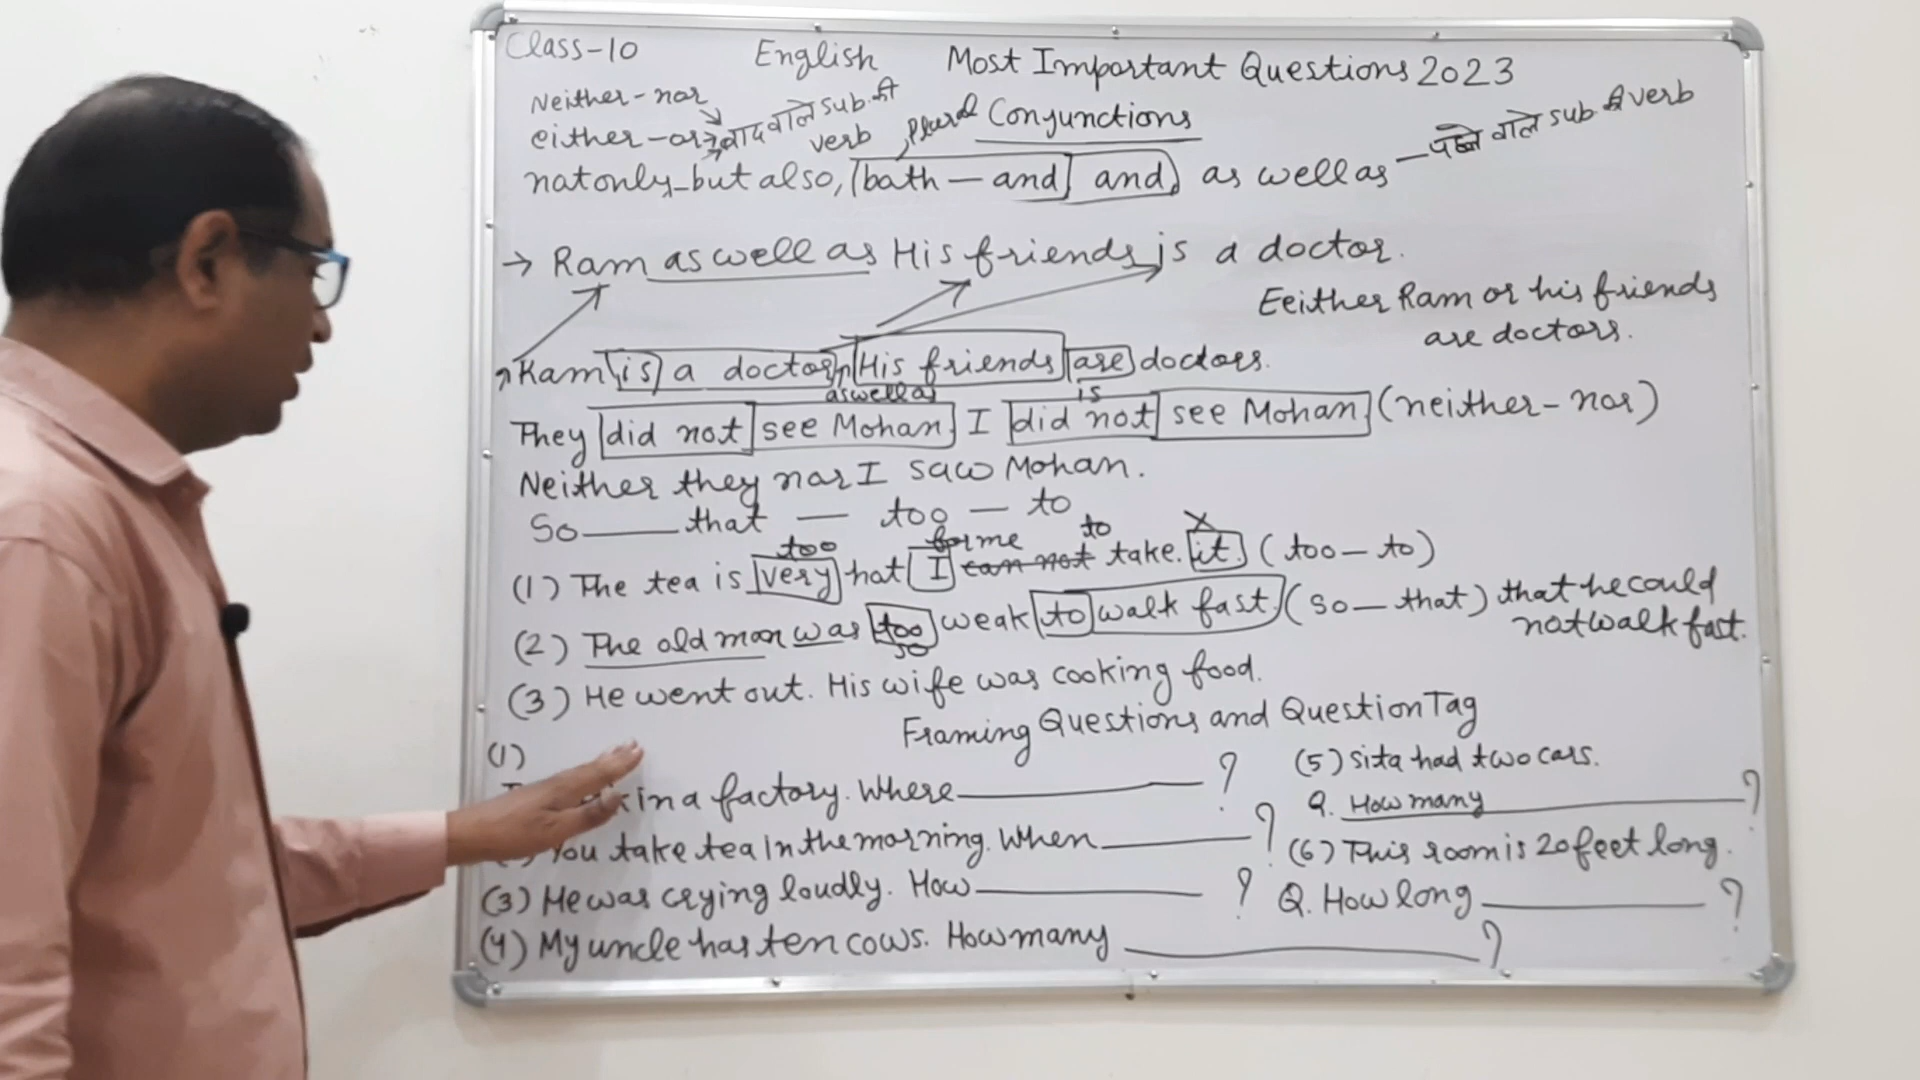 Class-10 English Most Important Questions 2023
Neither-nor
either-or → बाद वाले sub. की verb , Plural Conjunctions
notonly-but also, both — and and as well as — पहले वाले sub. की verb
→ Ram as well as His friends is a doctor.
Eeither Ram or his friends
are doctors.
Ram is a doctor, His friends are doctors.
aswell as is
They did not see Mohan. I did not see Mohan. (neither-nor)
Neither they nor I saw Mohan.
So — that — too — to
too for me to x
(1) The tea is very hot I can not take. it. (too-to)
(2) The old man was too weak to walk fast. (so — that) that he could
so not walk fast.
(3) He went out. His wife was cooking food.
Framing Questions and Question Tag
(1)
in a factory. Where ?
You take tea in the morning. When ?
(3) He was crying loudly. How ?
(4) My uncle has ten cows. How many ?
(5) Sita had two cars.
Q. How many ?
(6) This room is 20 feet long.
Q. How long ?